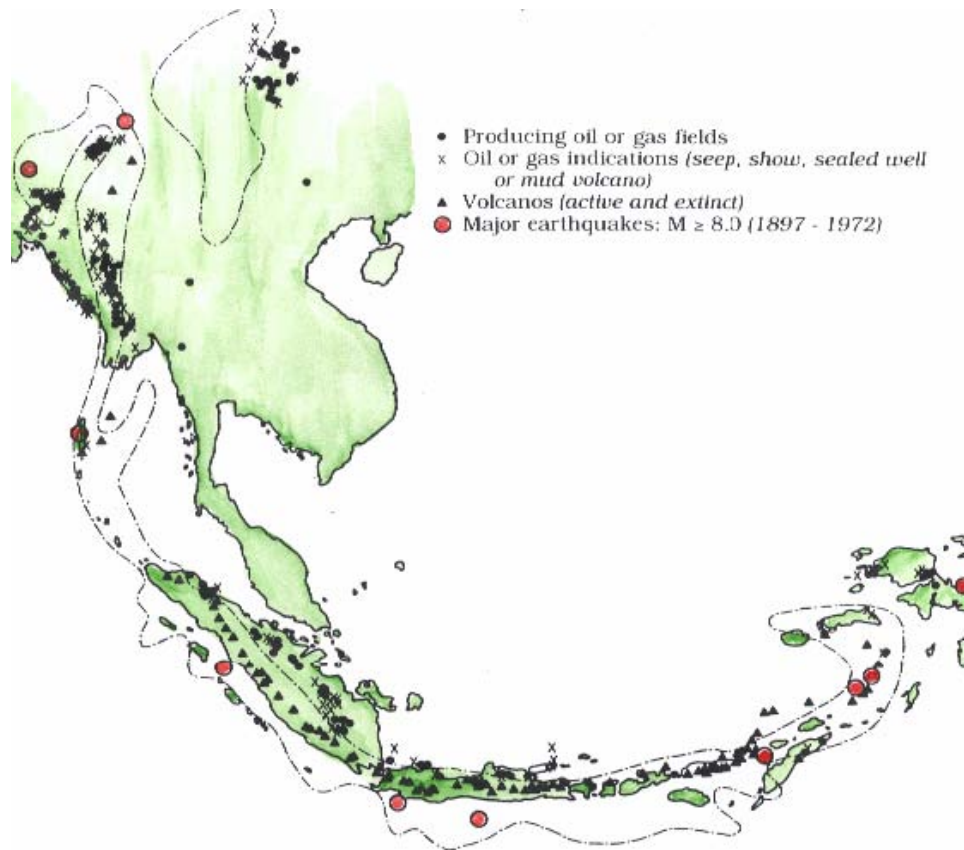 ● Producing oil or gas fields
x Oil or gas indications (seep, show, sealed well
or mud volcano)
▲ Volcanos (active and extinct)
Major earthquakes: M ≥ 8.0 (1897 - 1972)